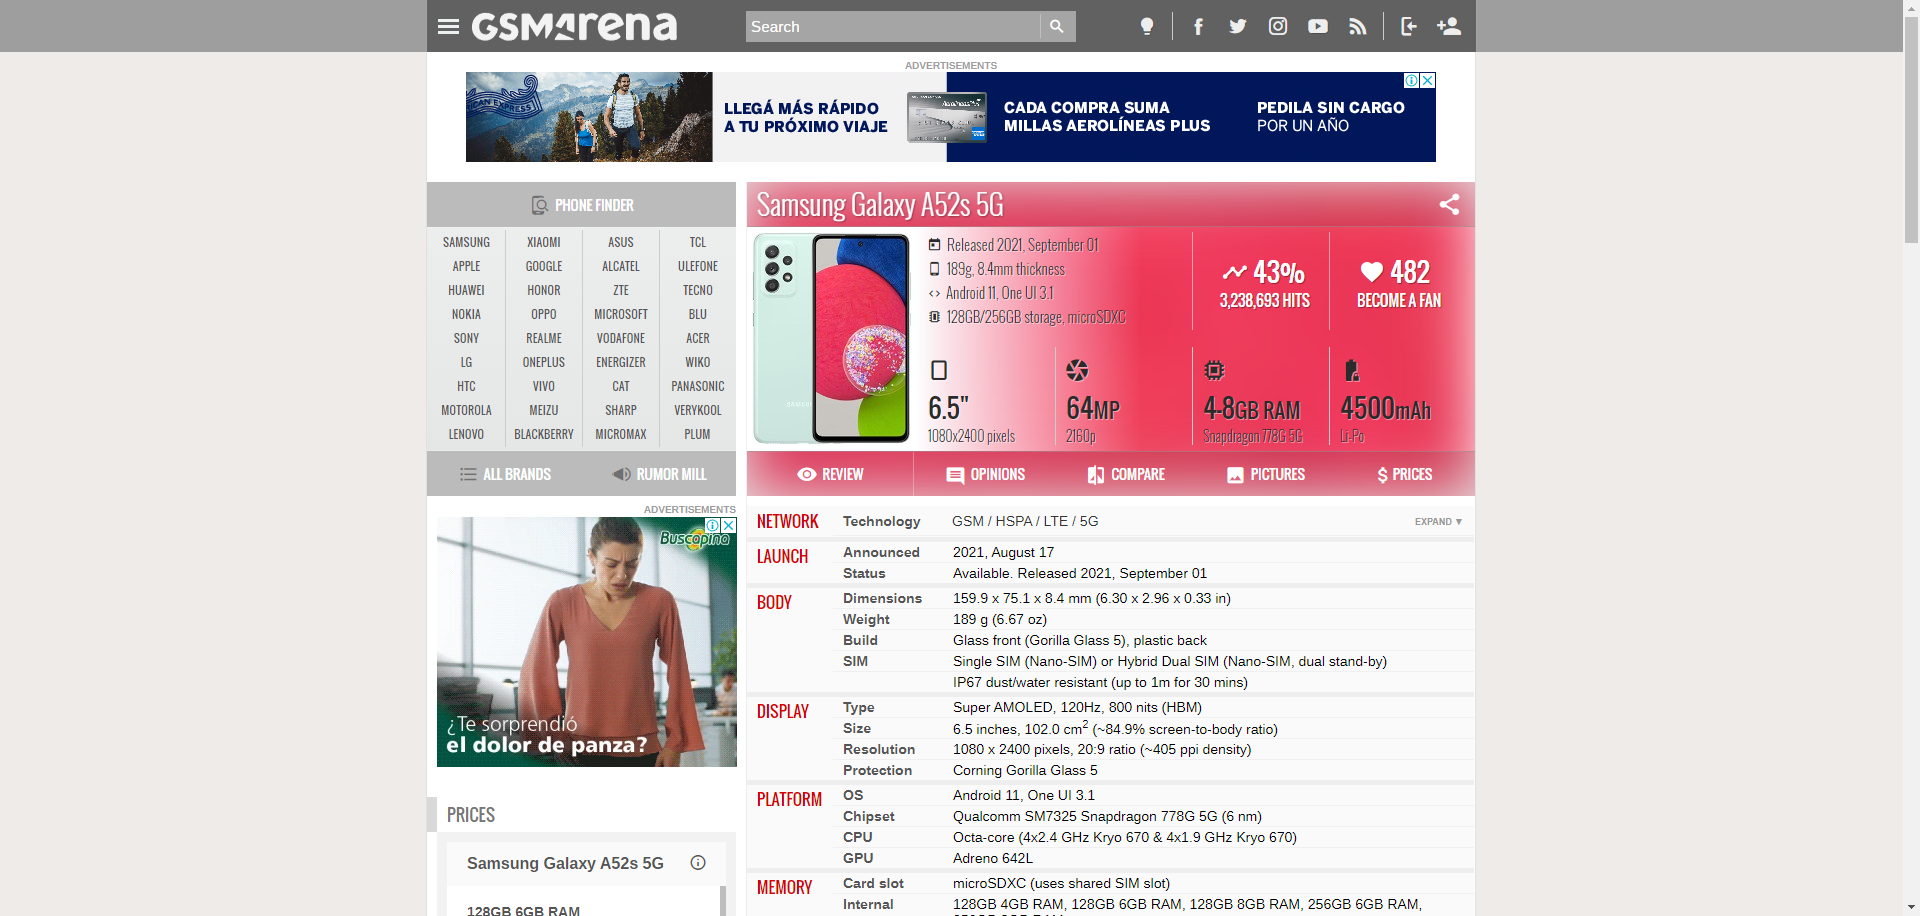 GSMArena
Search
ADVERTISEMENTS
LLEGÁ MÁS RÁPIDO
A TU PRÓXIMO VIAJE
CADA COMPRA SUMA
MILLAS AEROLÍNEAS PLUS
PEDILA SIN CARGO
POR UN AÑO
PHONE FINDER
SAMSUNG XIAOMI ASUS TCL
APPLE GOOGLE ALCATEL ULEFONE
HUAWEI HONOR ZTE TECNO
NOKIA OPPO MICROSOFT BLU
SONY REALME VODAFONE ACER
LG ONEPLUS ENERGIZER WIKO
HTC VIVO CAT PANASONIC
MOTOROLA MEIZU SHARP VERYKOOL
LENOVO BLACKBERRY MICROMAX PLUM
ALL BRANDS RUMOR MILL
Samsung Galaxy A52s 5G
Released 2021, September 01
189g, 8.4mm thickness
Android 11, One UI 3.1
128GB/256GB storage, microSDXC
43%
3,238,693 HITS
482
BECOME A FAN
6.5"
1080x2400 pixels
64MP
2160p
4-8GB RAM
Snapdragon 778G 5G
4500mAh
Li-Po
REVIEW OPINIONS COMPARE PICTURES PRICES
ADVERTISEMENTS
Buscapina
¿Te sorprendió
el dolor de panza?
PRICES
Samsung Galaxy A52s 5G
128GB 6GB RAM
NETWORK Technology GSM / HSPA / LTE / 5G EXPAND ▼
LAUNCH Announced 2021, August 17
Status Available. Released 2021, September 01
BODY Dimensions 159.9 x 75.1 x 8.4 mm (6.30 x 2.96 x 0.33 in)
Weight 189 g (6.67 oz)
Build Glass front (Gorilla Glass 5), plastic back
SIM Single SIM (Nano-SIM) or Hybrid Dual SIM (Nano-SIM, dual stand-by)
IP67 dust/water resistant (up to 1m for 30 mins)
DISPLAY Type Super AMOLED, 120Hz, 800 nits (HBM)
Size 6.5 inches, 102.0 cm2 (~84.9% screen-to-body ratio)
Resolution 1080 x 2400 pixels, 20:9 ratio (~405 ppi density)
Protection Corning Gorilla Glass 5
PLATFORM OS Android 11, One UI 3.1
Chipset Qualcomm SM7325 Snapdragon 778G 5G (6 nm)
CPU Octa-core (4x2.4 GHz Kryo 670 & 4x1.9 GHz Kryo 670)
GPU Adreno 642L
MEMORY Card slot microSDXC (uses shared SIM slot)
Internal 128GB 4GB RAM, 128GB 6GB RAM, 128GB 8GB RAM, 256GB 6GB RAM,